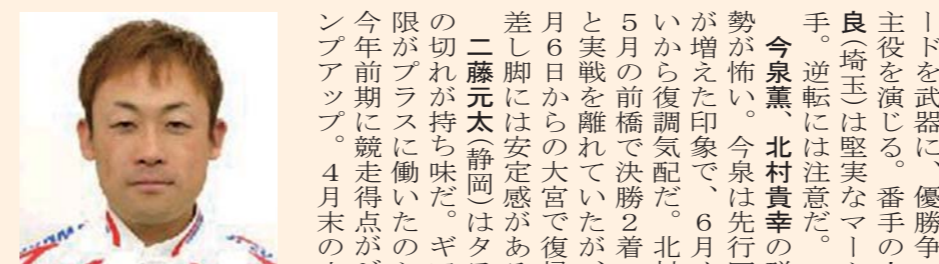 ードを武器に、優勝争
主役を演じる。番手の
良(埼玉)は堅実なマー
手。逆転には注意だ。
今泉薫、北村貴幸の
勢が怖い。今泉は先行
が増えた印象で、6月
いから復調気配だ。北
5月の前橋で決勝2着
と実戦を離れていたが、
月6日からの大宮で復
差し脚には安定感があ
二藤元太(静岡)はタ
の切れが持ち味だ。ギ
限がプラスに働いたの
今年前期に競走得点が
ンプアップ。4月末の